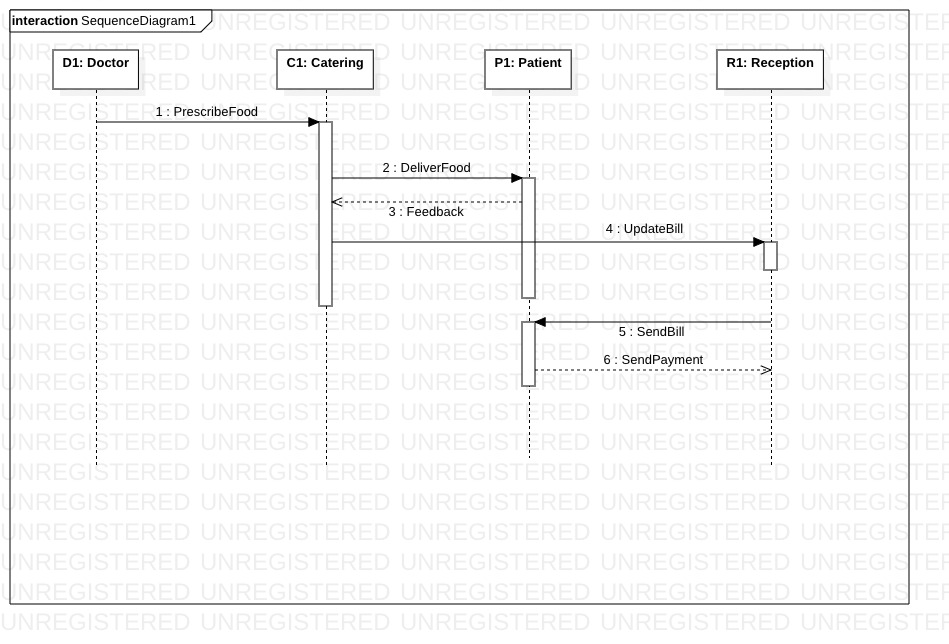 interaction SequenceDiagram1
D1: Doctor C1: Catering P1: Patient R1: Reception
1 : PrescribeFood
2 : DeliverFood
3 : Feedback
4 : UpdateBill
5 : SendBill
6 : SendPayment
UNREGISTERED UNREGISTERED UNREGISTERED UNREGISTERED UNREGISTERED